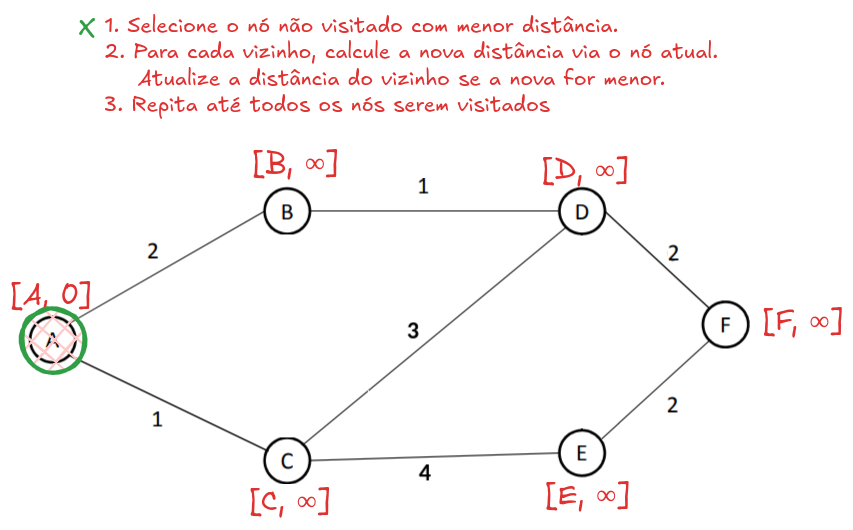 X 1. Selecione o nó não visitado com menor distância.
2. Para cada vizinho, calcule a nova distância via o nó atual.
Atualize a distância do vizinho se a nova for menor.
3. Repita até todos os nós serem visitados
[B, ∞]
[D, ∞]
1
B
D
2
2
[A, 0]
A
3
F
[F, ∞]
1
2
C
4
E
[C, ∞]
[E, ∞]